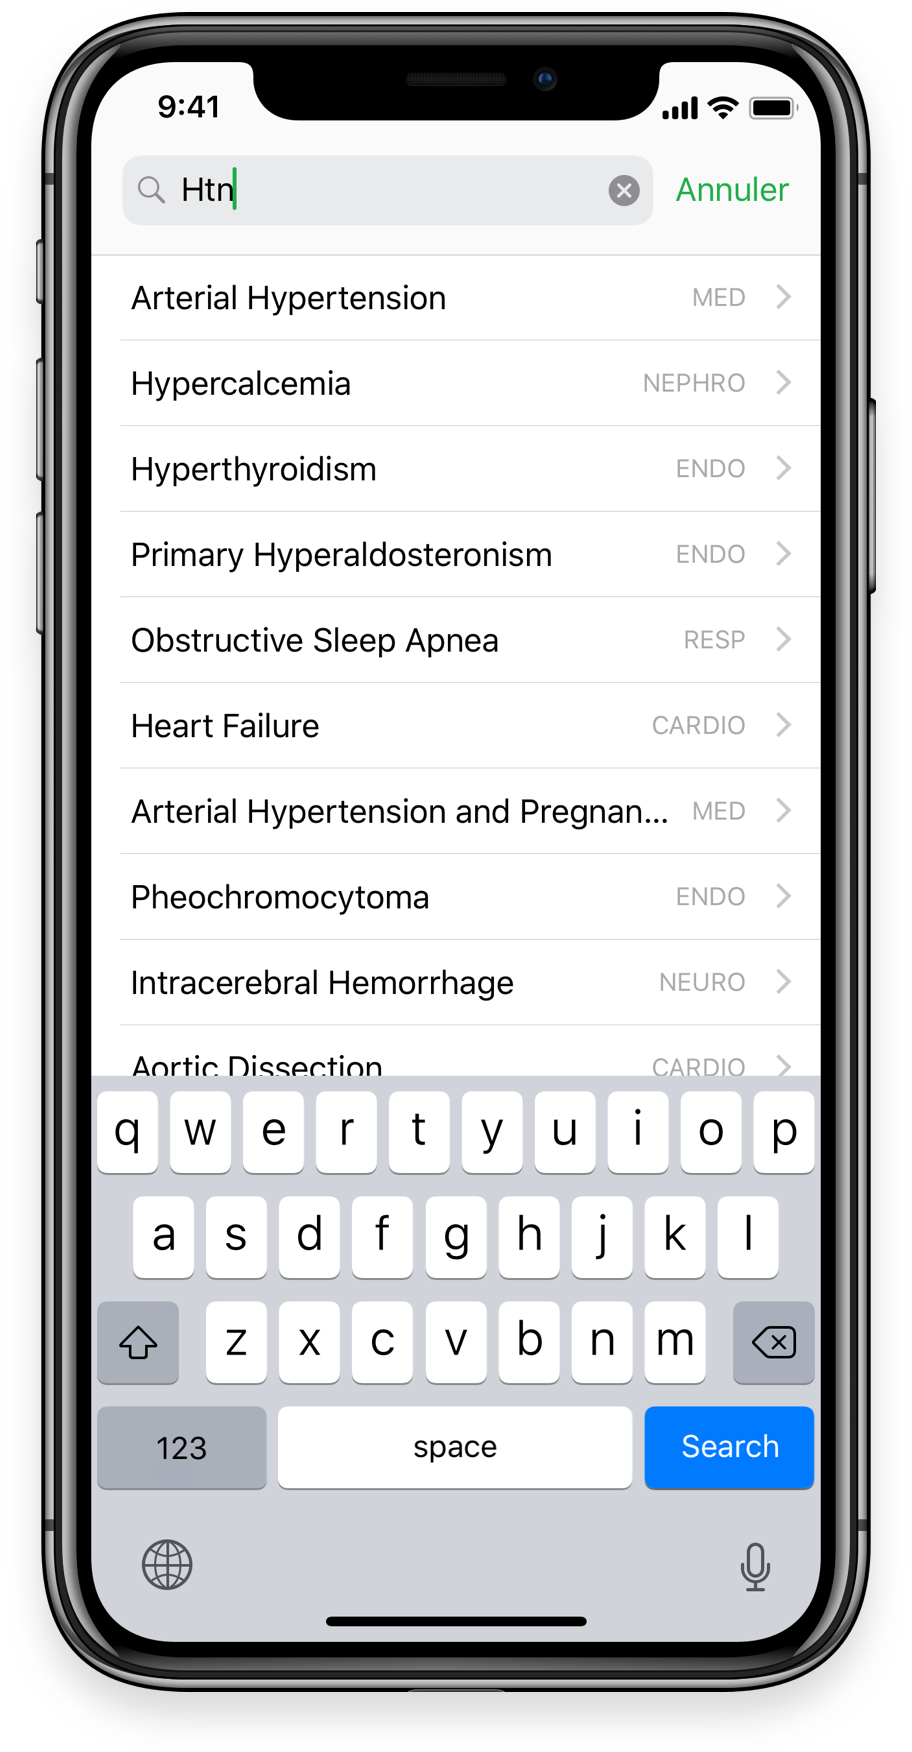 9:41
Htn Annuler
Arterial Hypertension MED
Hypercalcemia NEPHRO
Hyperthyroidism ENDO
Primary Hyperaldosteronism ENDO
Obstructive Sleep Apnea RESP
Heart Failure CARDIO
Arterial Hypertension and Pregnan... MED
Pheochromocytoma ENDO
Intracerebral Hemorrhage NEURO
Aortic Dissection CARDIO
q w e r t y u i o p
a s d f g h j k l
z x c v b n m
123 space Search